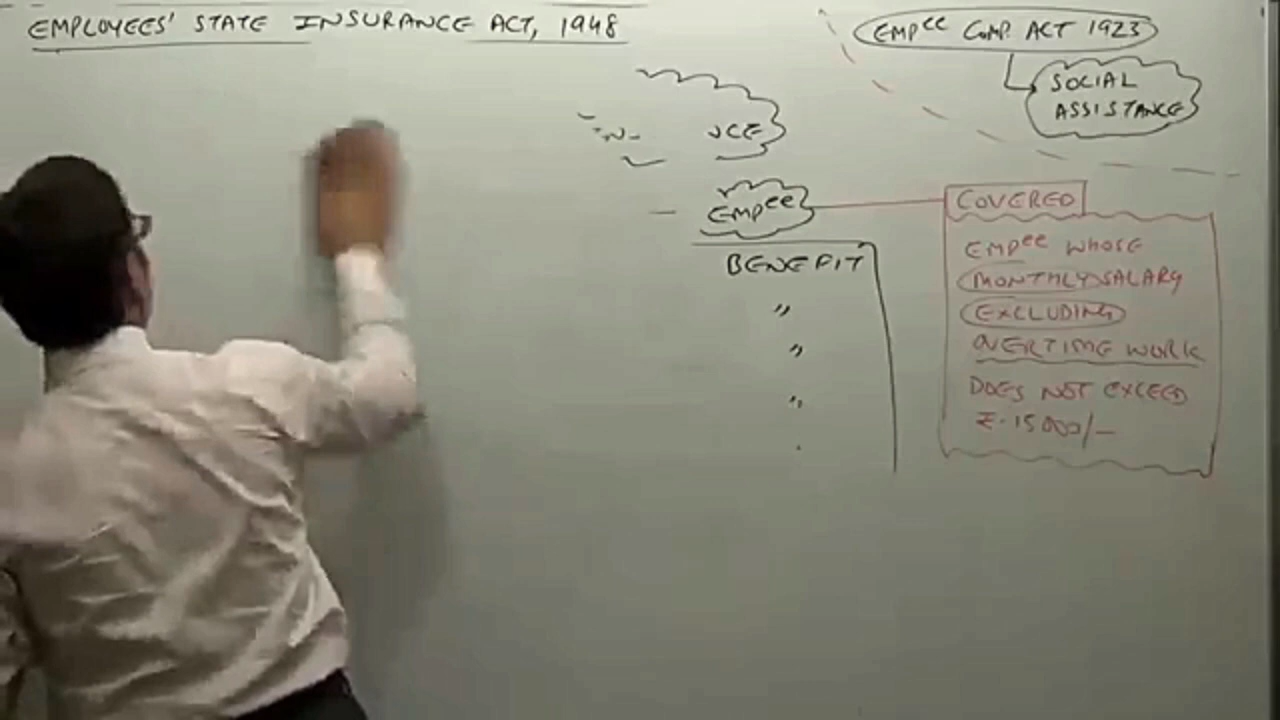 EMPLOYEES' STATE INSURANCE ACT, 1948
EMPEE COMP. ACT 1923
SOCIAL
ASSISTANCE
EMPEE
BENEFIT
"
"
"
COVERED
EMPEE WHOSE
MONTHLY SALARY
EXCLUDING
OVERTIME WORK
DOES NOT EXCEED
₹.15000/-